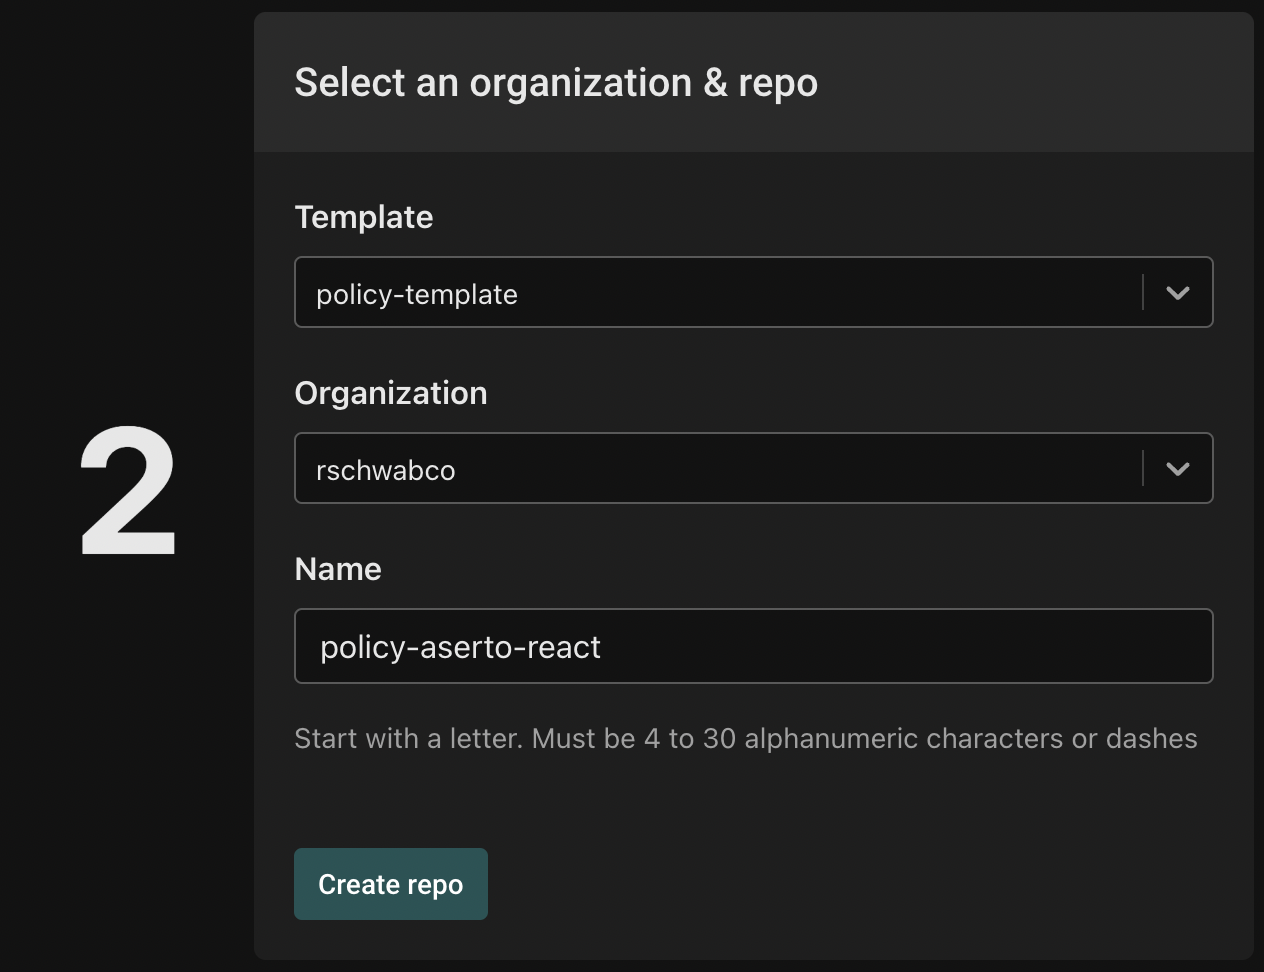 2
Select an organization & repo
Template
policy-template
Organization
rschwabco
Name
policy-aserto-react
Start with a letter. Must be 4 to 30 alphanumeric characters or dashes
Create repo